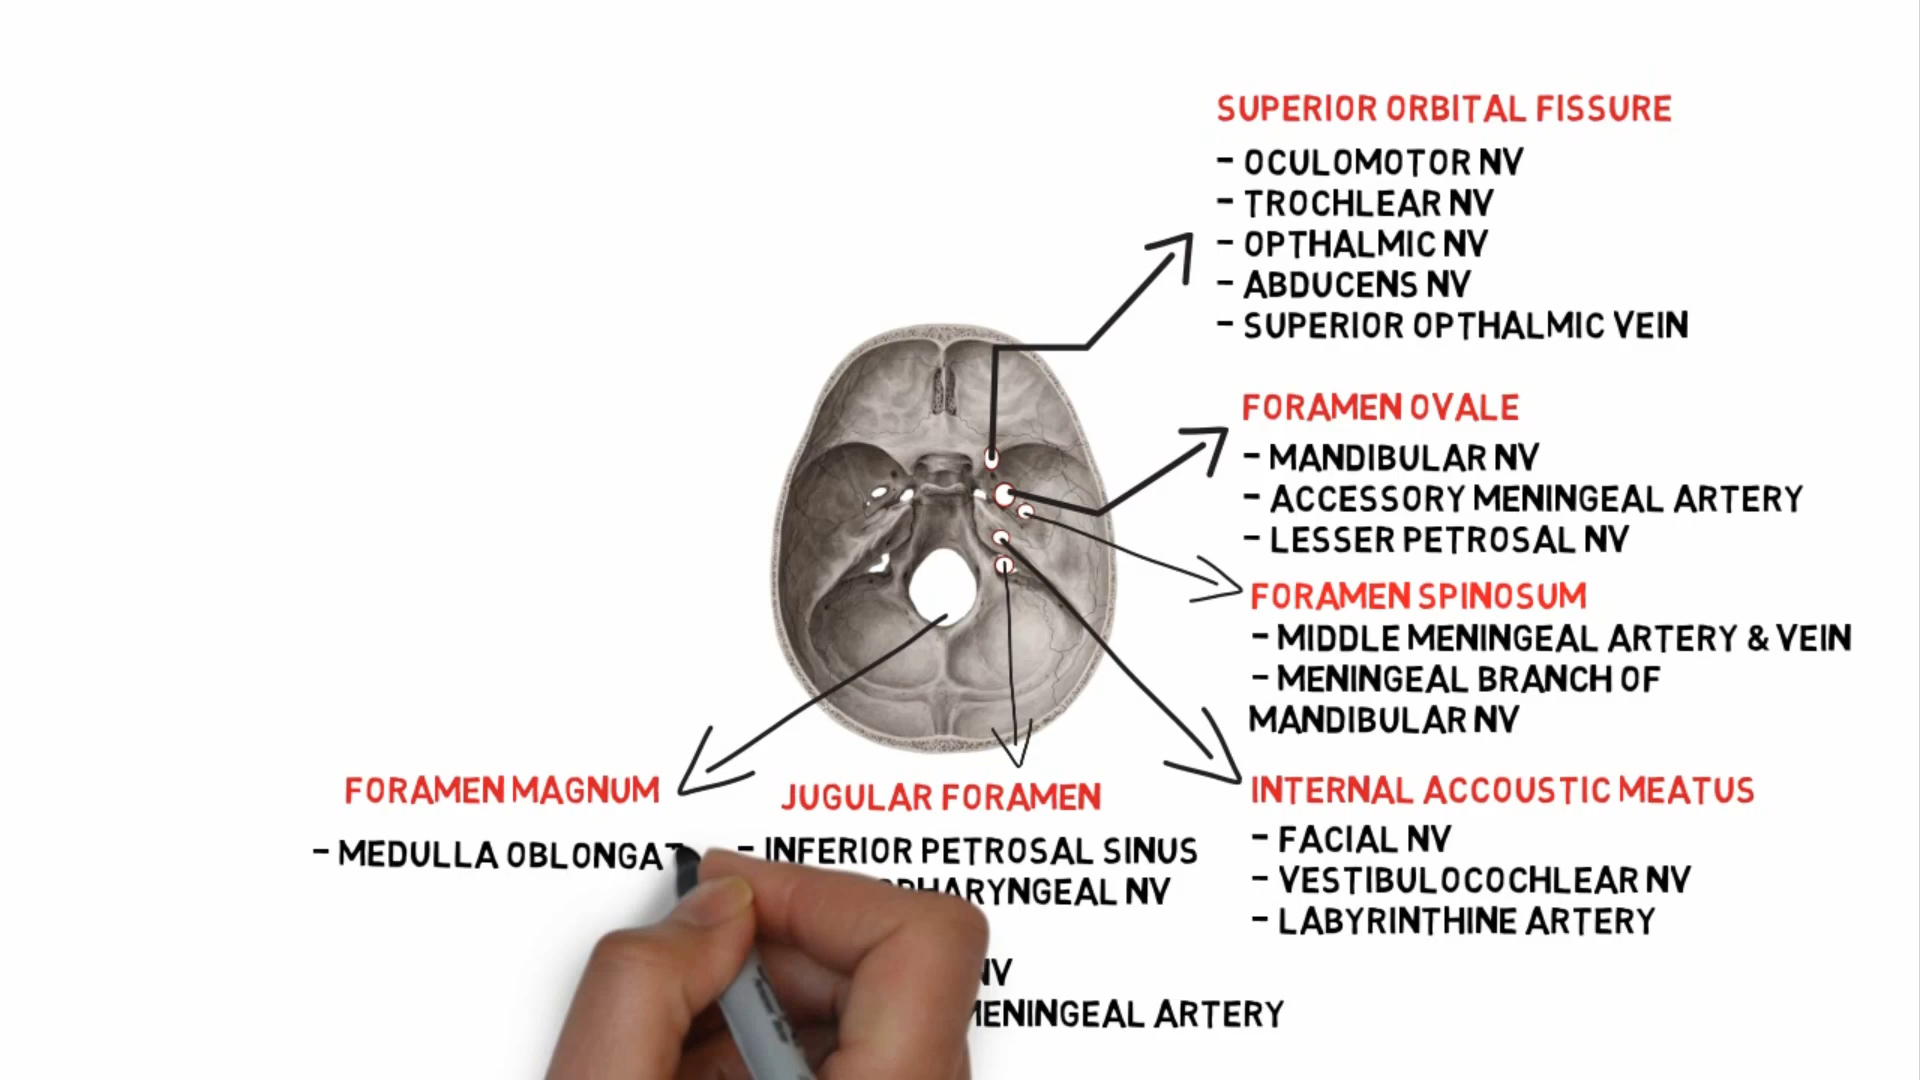 SUPERIOR ORBITAL FISSURE
- OCULOMOTOR NV
- TROCHLEAR NV
- OPTHALMIC NV
- ABDUCENS NV
- SUPERIOR OPTHALMIC VEIN
FORAMEN OVALE
- MANDIBULAR NV
- ACCESSORY MENINGEAL ARTERY
- LESSER PETROSAL NV
FORAMEN SPINOSUM
- MIDDLE MENINGEAL ARTERY & VEIN
- MENINGEAL BRANCH OF
MANDIBULAR NV
INTERNAL ACCOUSTIC MEATUS
- FACIAL NV
- VESTIBULOCOCHLEAR NV
- LABYRINTHINE ARTERY
JUGULAR FORAMEN
- INFERIOR PETROSAL SINUS
PHARYNGEAL NV
NV
MENINGEAL ARTERY
FORAMEN MAGNUM
- MEDULLA OBLONGAT